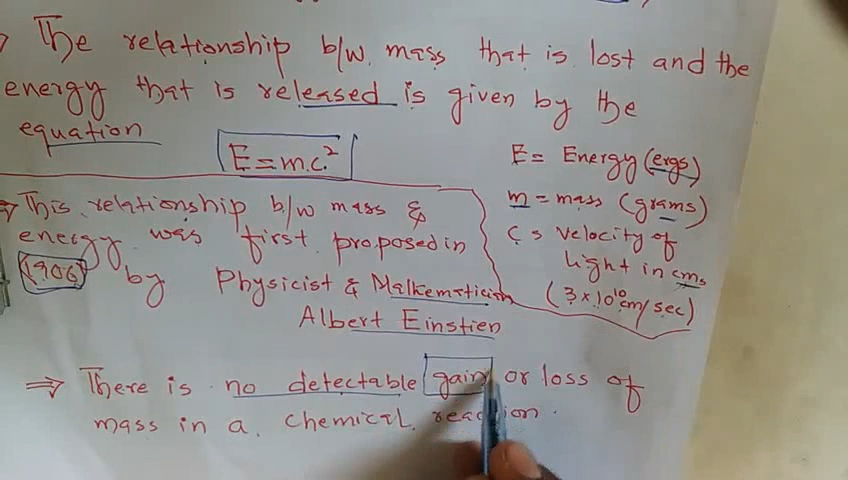 The relationship b/w mass that is lost and the
energy that is released is given by the
equation
E = m.c.²
E = Energy (ergs)
m = mass (grams)
C = velocity of
light in cms
(3 x 10¹⁰ cm/sec)
⇒ This relationship b/w mass &
energy was first proposed in
(1906) by Physicist & Mathematician
Albert Einstien
⇒ There is no detectable gain or loss of
mass in a chemical reaction.